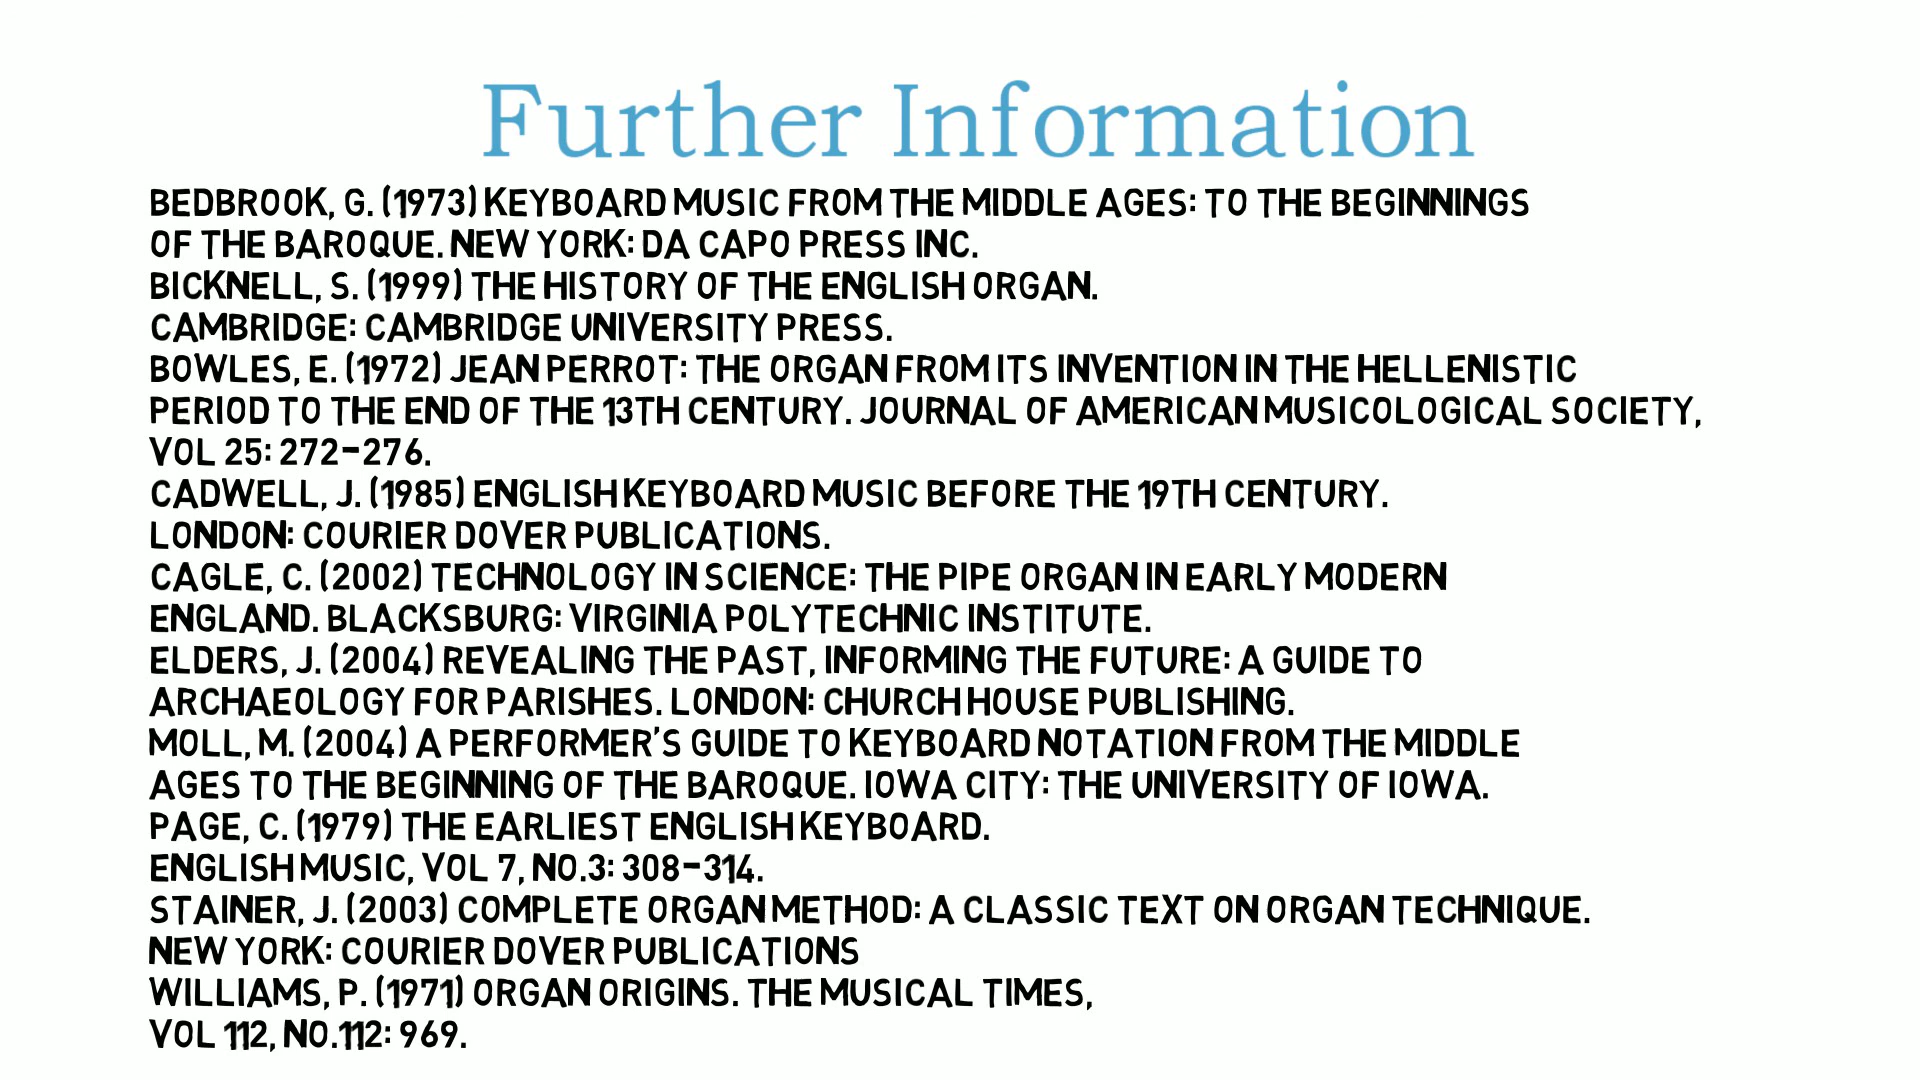 Further Information
BEDBROOK, G. (1973) KEYBOARD MUSIC FROM THE MIDDLE AGES: TO THE BEGINNINGS
OF THE BAROQUE. NEW YORK: DA CAPO PRESS INC.
BICKNELL, S. (1999) THE HISTORY OF THE ENGLISH ORGAN.
CAMBRIDGE: CAMBRIDGE UNIVERSITY PRESS.
BOWLES, E. (1972) JEAN PERROT: THE ORGAN FROM ITS INVENTION IN THE HELLENISTIC
PERIOD TO THE END OF THE 13TH CENTURY. JOURNAL OF AMERICAN MUSICOLOGICAL SOCIETY,
VOL 25: 272-276.
CADWELL, J. (1985) ENGLISH KEYBOARD MUSIC BEFORE THE 19TH CENTURY.
LONDON: COURIER DOVER PUBLICATIONS.
CAGLE, C. (2002) TECHNOLOGY IN SCIENCE: THE PIPE ORGAN IN EARLY MODERN
ENGLAND. BLACKSBURG: VIRGINIA POLYTECHNIC INSTITUTE.
ELDERS, J. (2004) REVEALING THE PAST, INFORMING THE FUTURE: A GUIDE TO
ARCHAEOLOGY FOR PARISHES. LONDON: CHURCH HOUSE PUBLISHING.
MOLL, M. (2004) A PERFORMER'S GUIDE TO KEYBOARD NOTATION FROM THE MIDDLE
AGES TO THE BEGINNING OF THE BAROQUE. IOWA CITY: THE UNIVERSITY OF IOWA.
PAGE, C. (1979) THE EARLIEST ENGLISH KEYBOARD.
ENGLISH MUSIC, VOL 7, NO.3: 308-314.
STAINER, J. (2003) COMPLETE ORGAN METHOD: A CLASSIC TEXT ON ORGAN TECHNIQUE.
NEW YORK: COURIER DOVER PUBLICATIONS
WILLIAMS, P. (1971) ORGAN ORIGINS. THE MUSICAL TIMES,
VOL 112, NO.112: 969.